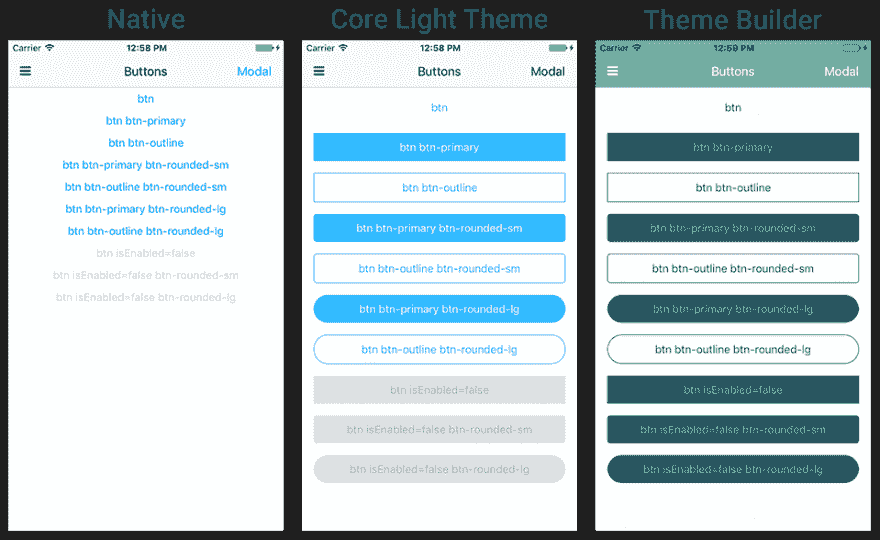 Native
Carrier 12:58 PM
Buttons Modal
btn
btn btn-primary
btn btn-outline
btn btn-primary btn-rounded-sm
btn btn-outline btn-rounded-sm
btn btn-primary btn-rounded-lg
btn btn-outline btn-rounded-lg
btn isEnabled=false
btn isEnabled=false btn-rounded-sm
btn isEnabled=false btn-rounded-lg
Core Light Theme
Carrier 12:58 PM
Buttons Modal
btn
btn btn-primary
btn btn-outline
btn btn-primary btn-rounded-sm
btn btn-outline btn-rounded-sm
btn btn-primary btn-rounded-lg
btn btn-outline btn-rounded-lg
btn isEnabled=false
btn isEnabled=false btn-rounded-sm
btn isEnabled=false btn-rounded-lg
Theme Builder
Carrier 12:59 PM
Buttons Modal
btn
btn btn-primary
btn btn-outline
btn btn-primary btn-rounded-sm
btn btn-outline btn-rounded-sm
btn btn-primary btn-rounded-lg
btn btn-outline btn-rounded-lg
btn isEnabled=false
btn isEnabled=false btn-rounded-sm
btn isEnabled=false btn-rounded-lg